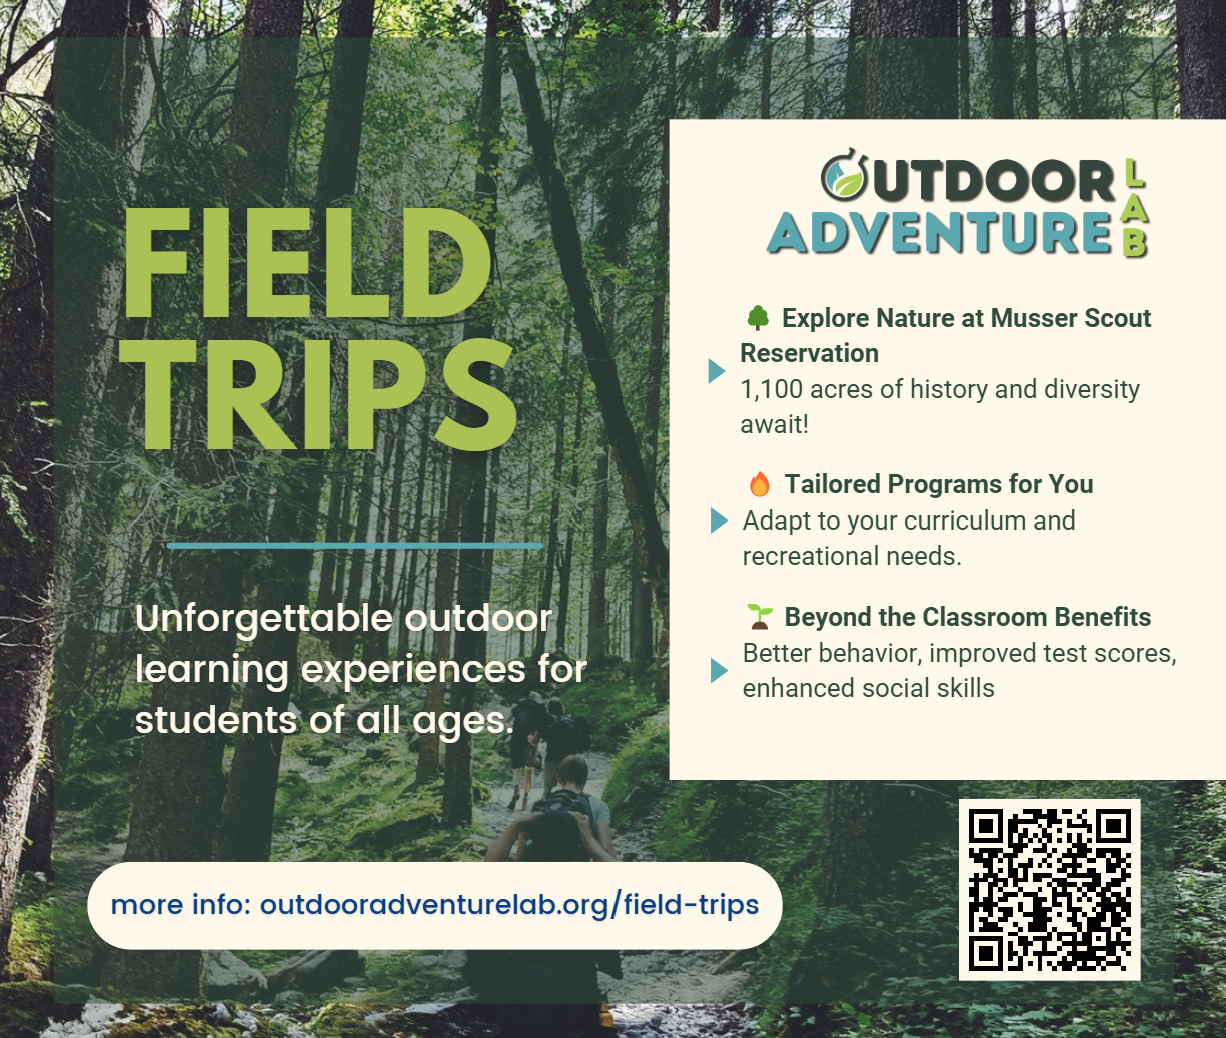 FIELD
TRIPS
Unforgettable outdoor
learning experiences for
students of all ages.
more info: outdooradventurelab.org/field-trips
OUTDOOR
ADVENTURE
LAB
Explore Nature at Musser Scout
Reservation
1,100 acres of history and diversity
await!
Tailored Programs for You
Adapt to your curriculum and
recreational needs.
Beyond the Classroom Benefits
Better behavior, improved test scores,
enhanced social skills